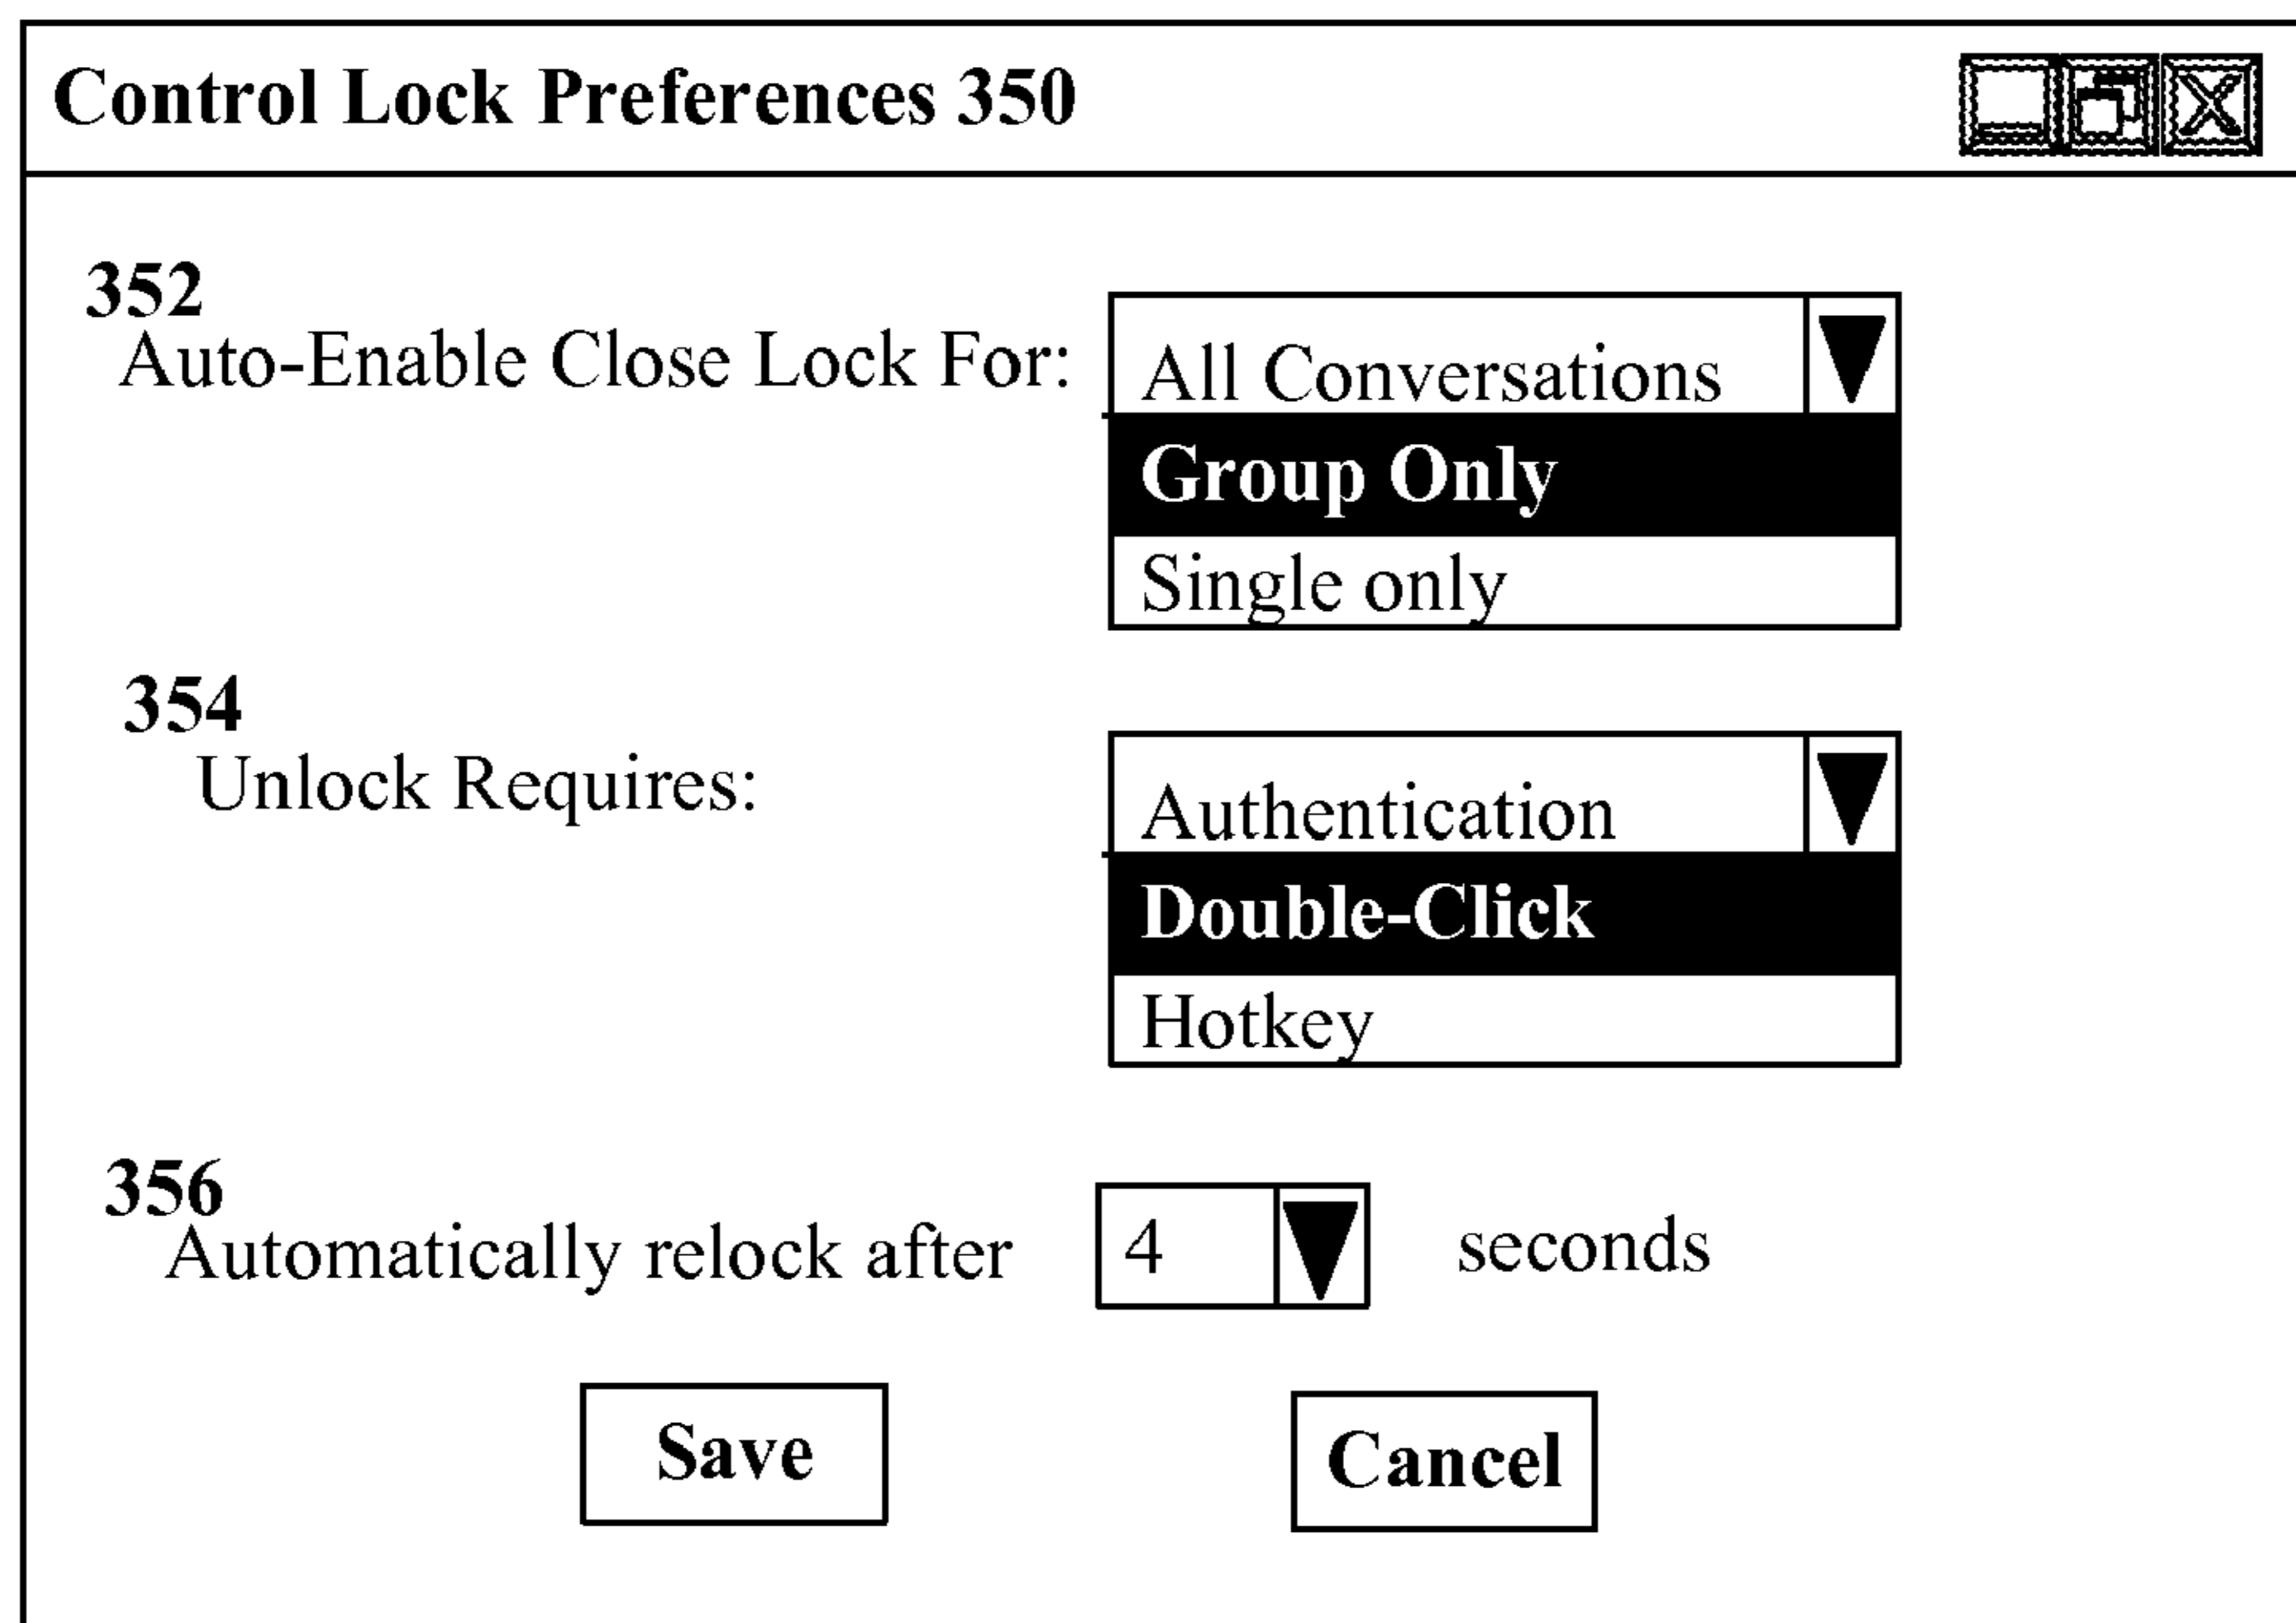 Control Lock Preferences 350
352
Auto-Enable Close Lock For:
All Conversations
Group Only
Single only
354
Unlock Requires:
Authentication
Double-Click
Hotkey
356
Automatically relock after 4 seconds
Save Cancel